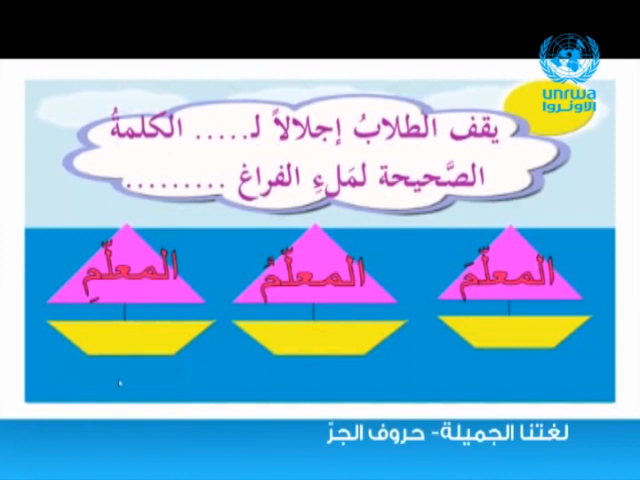 unrwa
الأونروا
يقف الطلابُ إجلالاً لـ..... الكلمةُ
الصَّحيحة لمَلءِ الفراغ .........
المعلّمَ
المعلّمُ
المعلّمِ
لغتنا الجميلة- حروف الجرّ